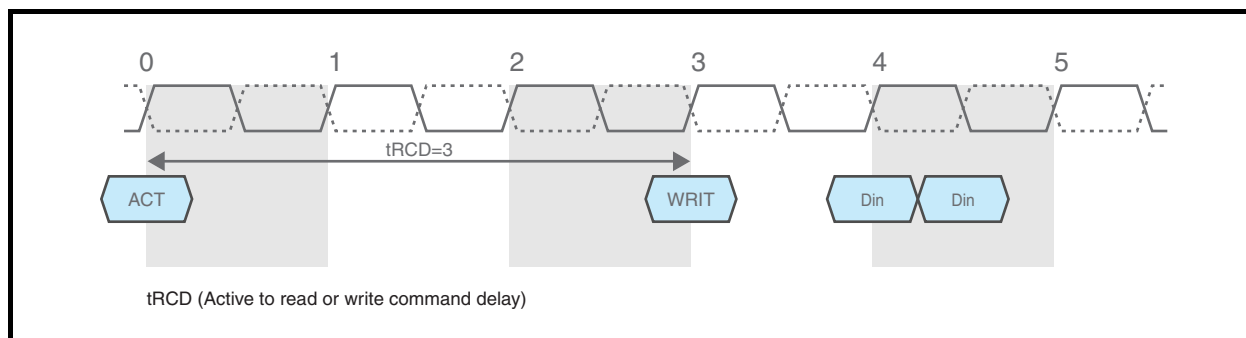 0 1 2 3 4 5
tRCD=3
ACT WRIT Din Din
tRCD (Active to read or write command delay)